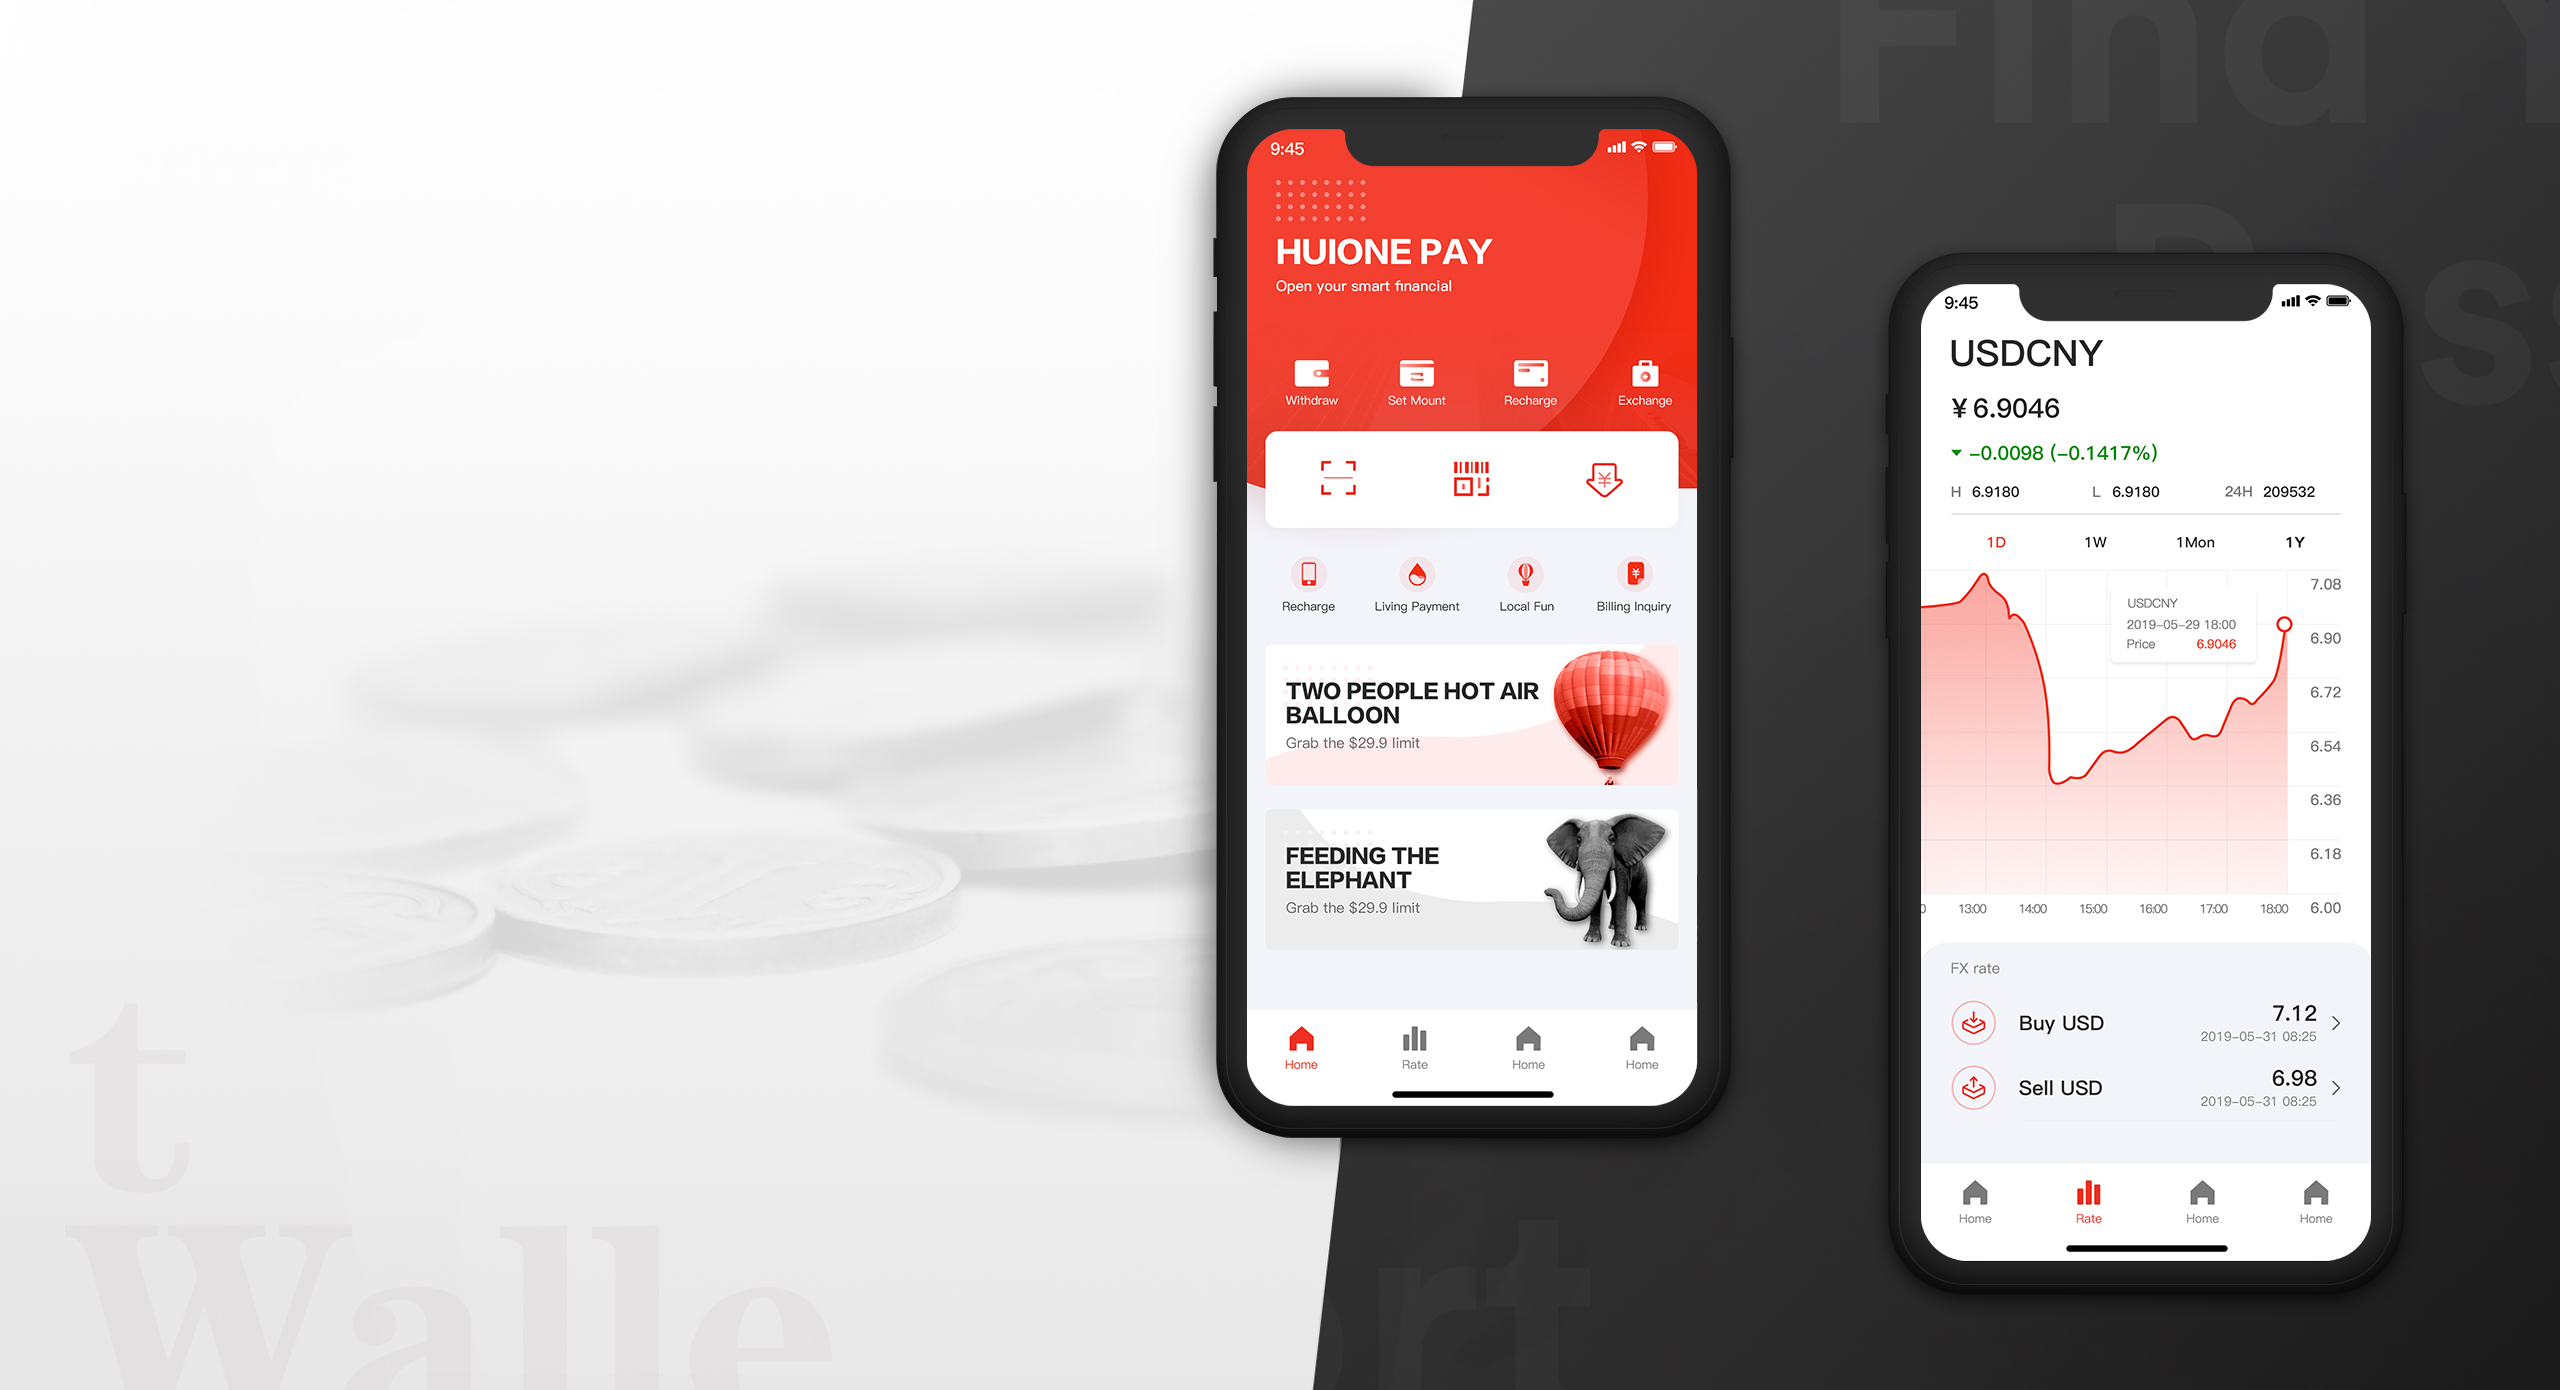 Find Y
ss
t
Walle
rt
9:45
HUIONE PAY
Open your smart financial
Withdraw
Set Mount
Recharge
Exchange
Recharge
Living Payment
Local Fun
Billing Inquiry
TWO PEOPLE HOT AIR
BALLOON
Grab the $29.9 limit
FEEDING THE
ELEPHANT
Grab the $29.9 limit
Home
Rate
Home
Home
9:45
USDCNY
¥ 6.9046
-0.0098 (-0.1417%)
H 6.9180 L 6.9180 24H 209532
1D 1W 1Mon 1Y
7.08
USDCNY
2019-05-29 18:00
Price 6.9046
6.90
6.72
6.54
6.36
6.18
6.00
0 13:00 14:00 15:00 16:00 17:00 18:00
FX rate
Buy USD
7.12
2019-05-31 08:25
Sell USD
6.98
2019-05-31 08:25
Home
Rate
Home
Home